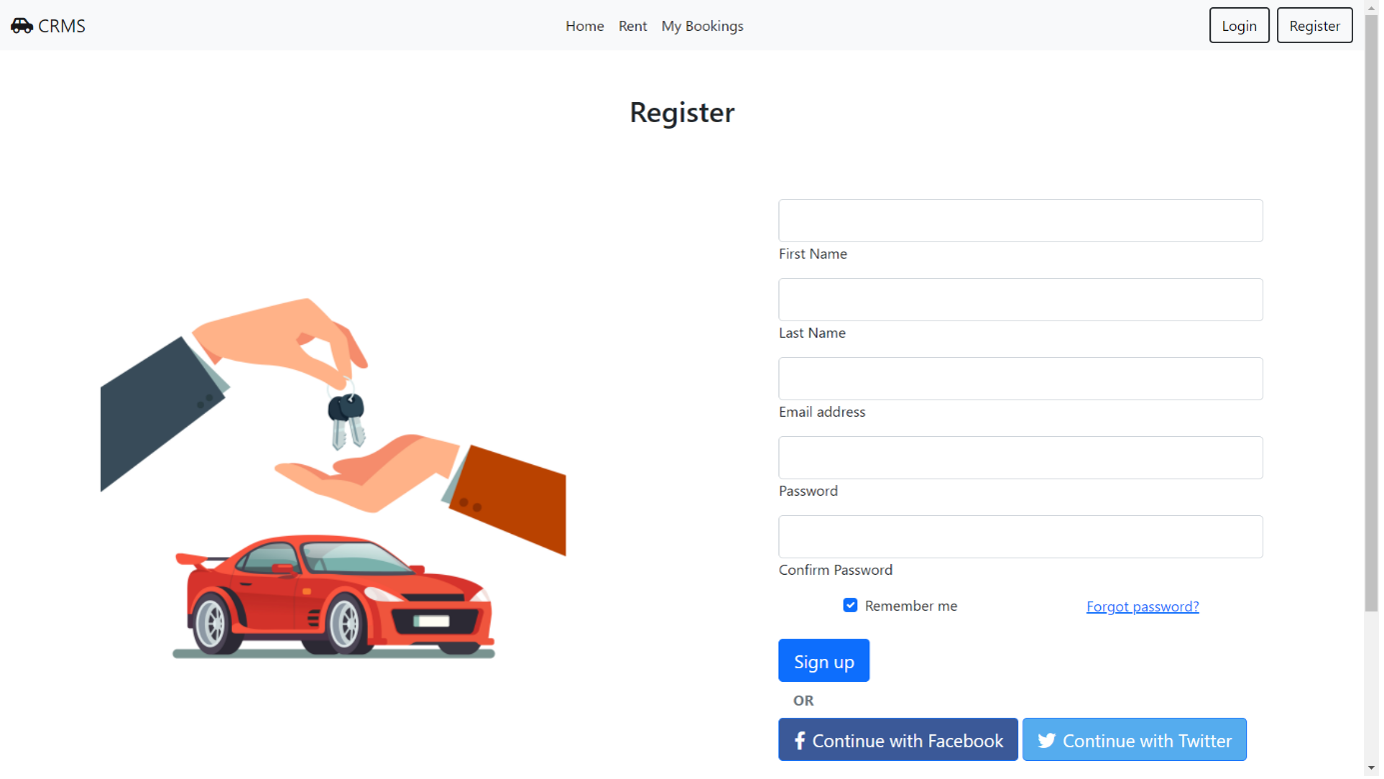 CRMS Home Rent My Bookings Login Register
Register
First Name
Last Name
Email address
Password
Confirm Password
Remember me Forgot password?
Sign up
OR
Continue with Facebook Continue with Twitter